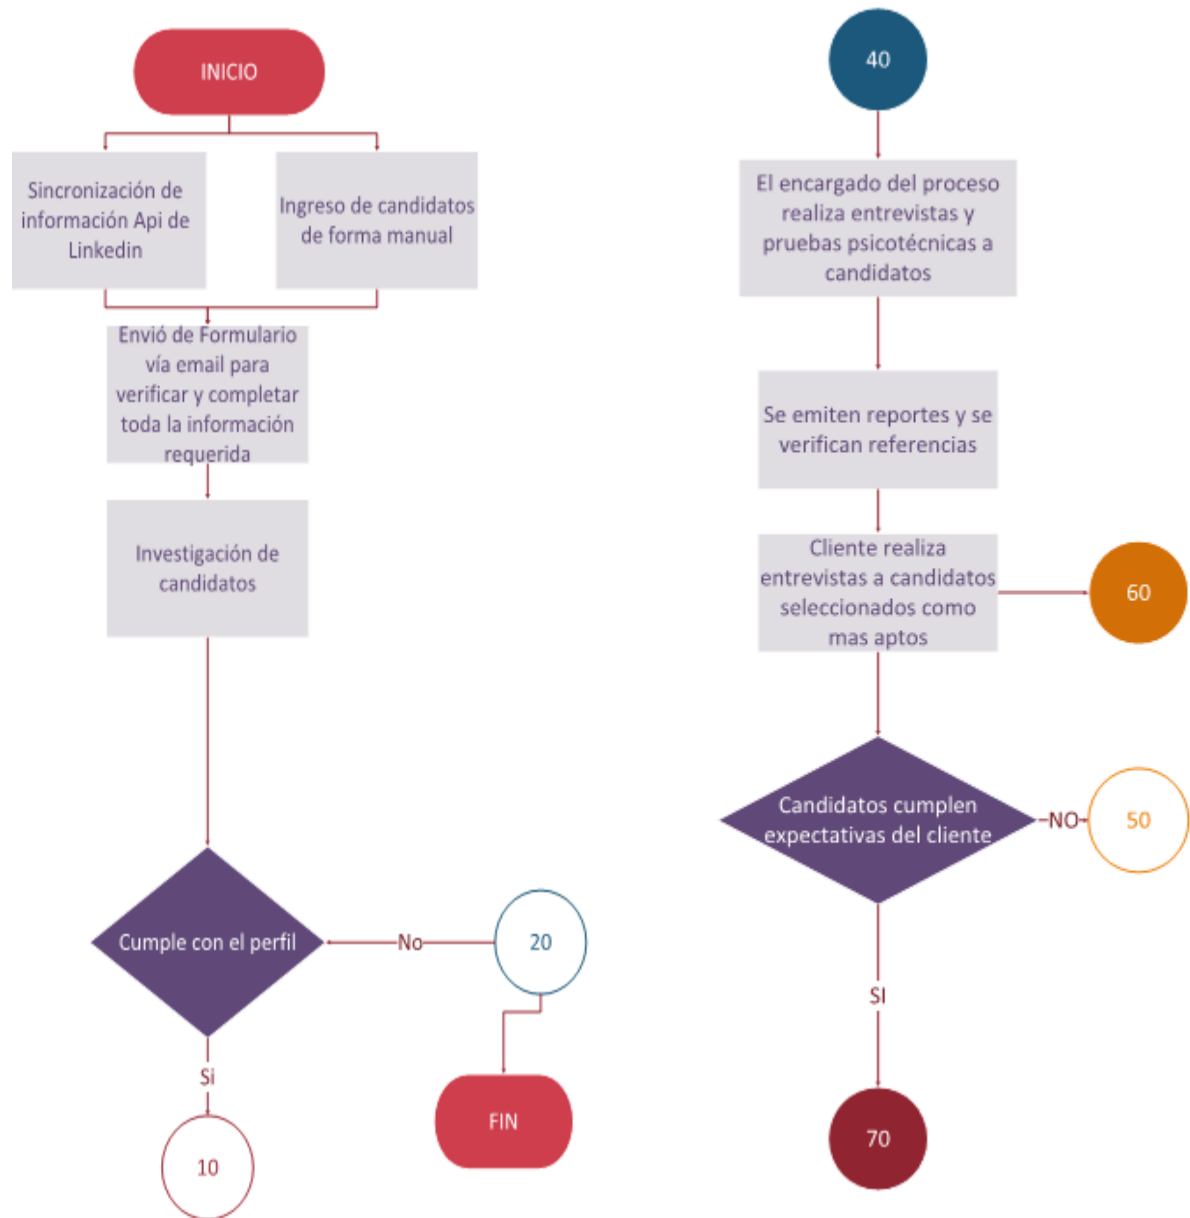 INICIO
Sincronización de
información Api de
Linkedin
Ingreso de candidatos
de forma manual
Envió de Formulario
vía email para
verificar y completar
toda la información
requerida
Investigación de
candidatos
Cumple con el perfil
No
20
Si
10
FIN
40
El encargado del proceso
realiza entrevistas y
pruebas psicotécnicas a
candidatos
Se emiten reportes y se
verifican referencias
Cliente realiza
entrevistas a candidatos
seleccionados como
mas aptos
60
Candidatos cumplen
expectativas del cliente
NO
50
SI
70